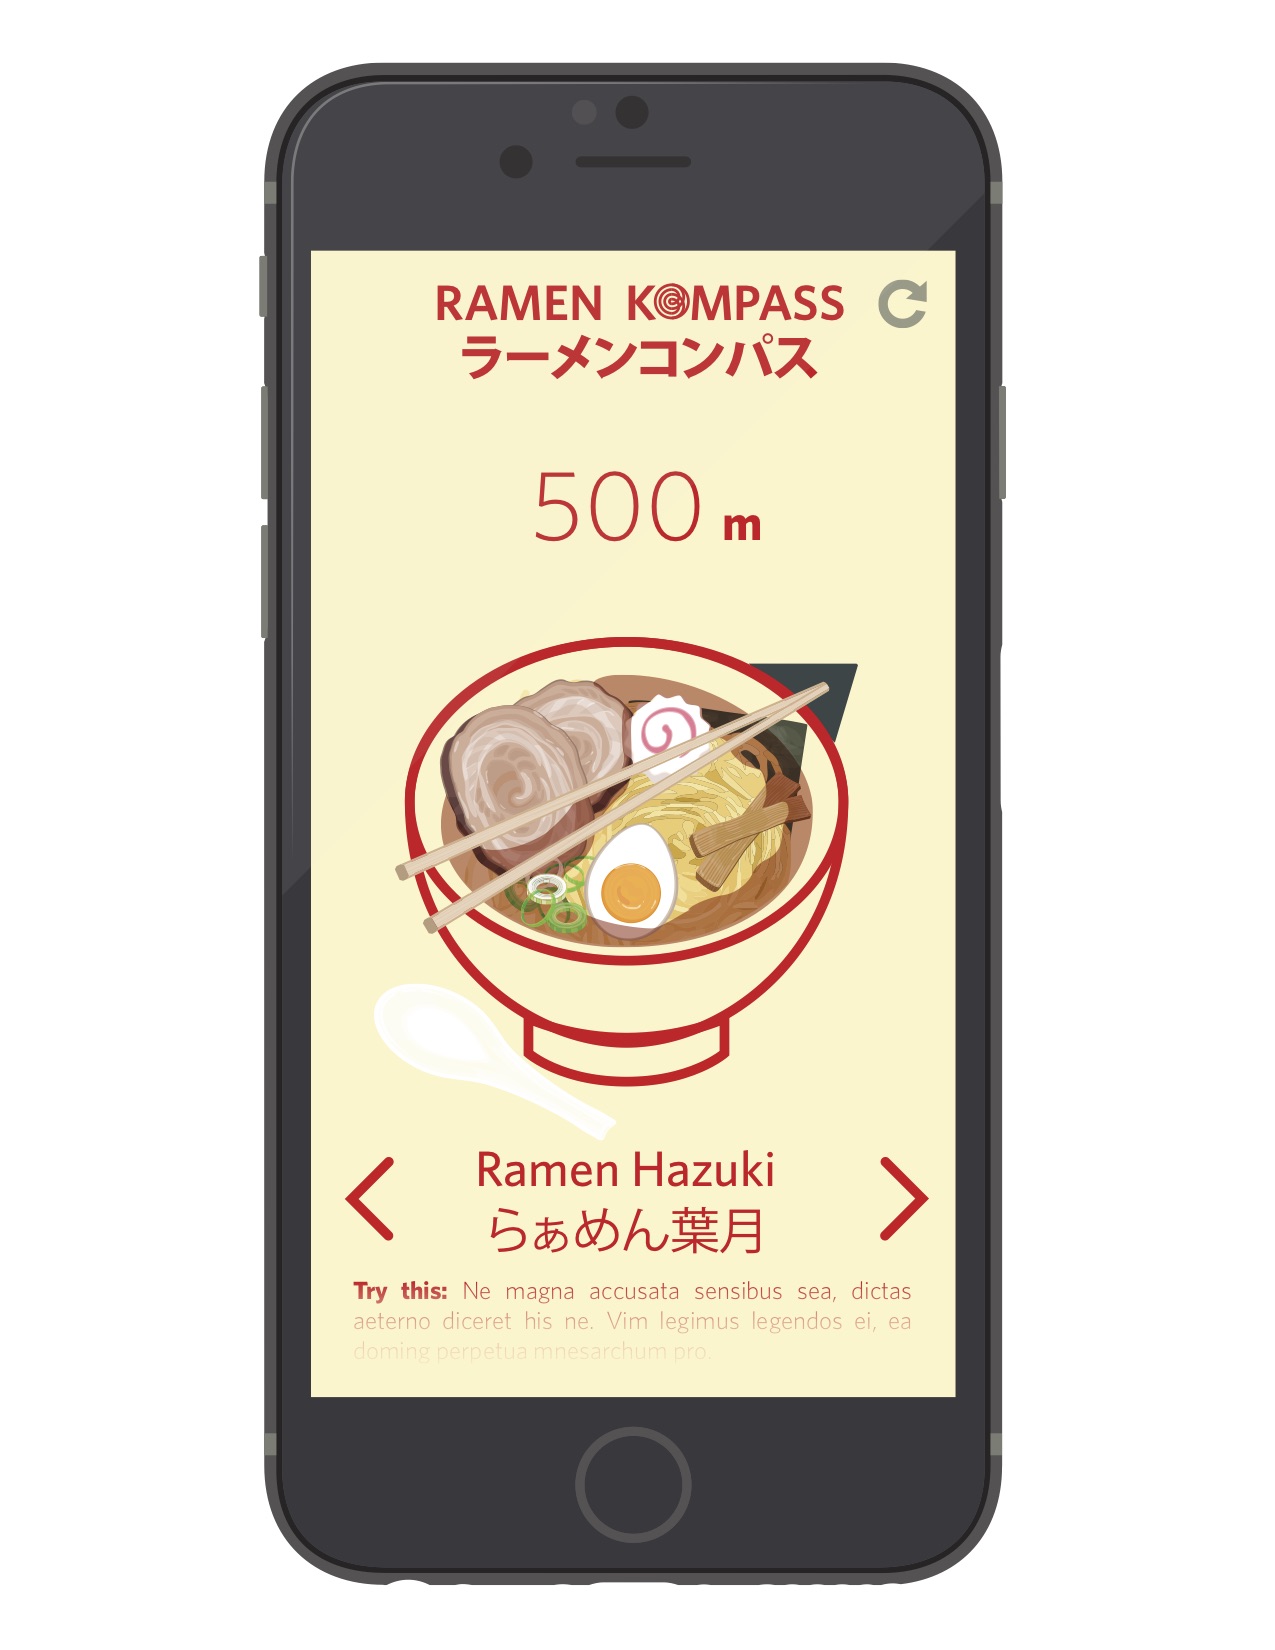 RAMEN KOMPASS
ラーメンコンパス
500 m
Ramen Hazuki
らぁめん葉月
Try this: Ne magna accusata sensibus sea, dictas
aeterno diceret his ne. Vim legimus legendos ei, ea
doming perpetua mnesarchum pro.